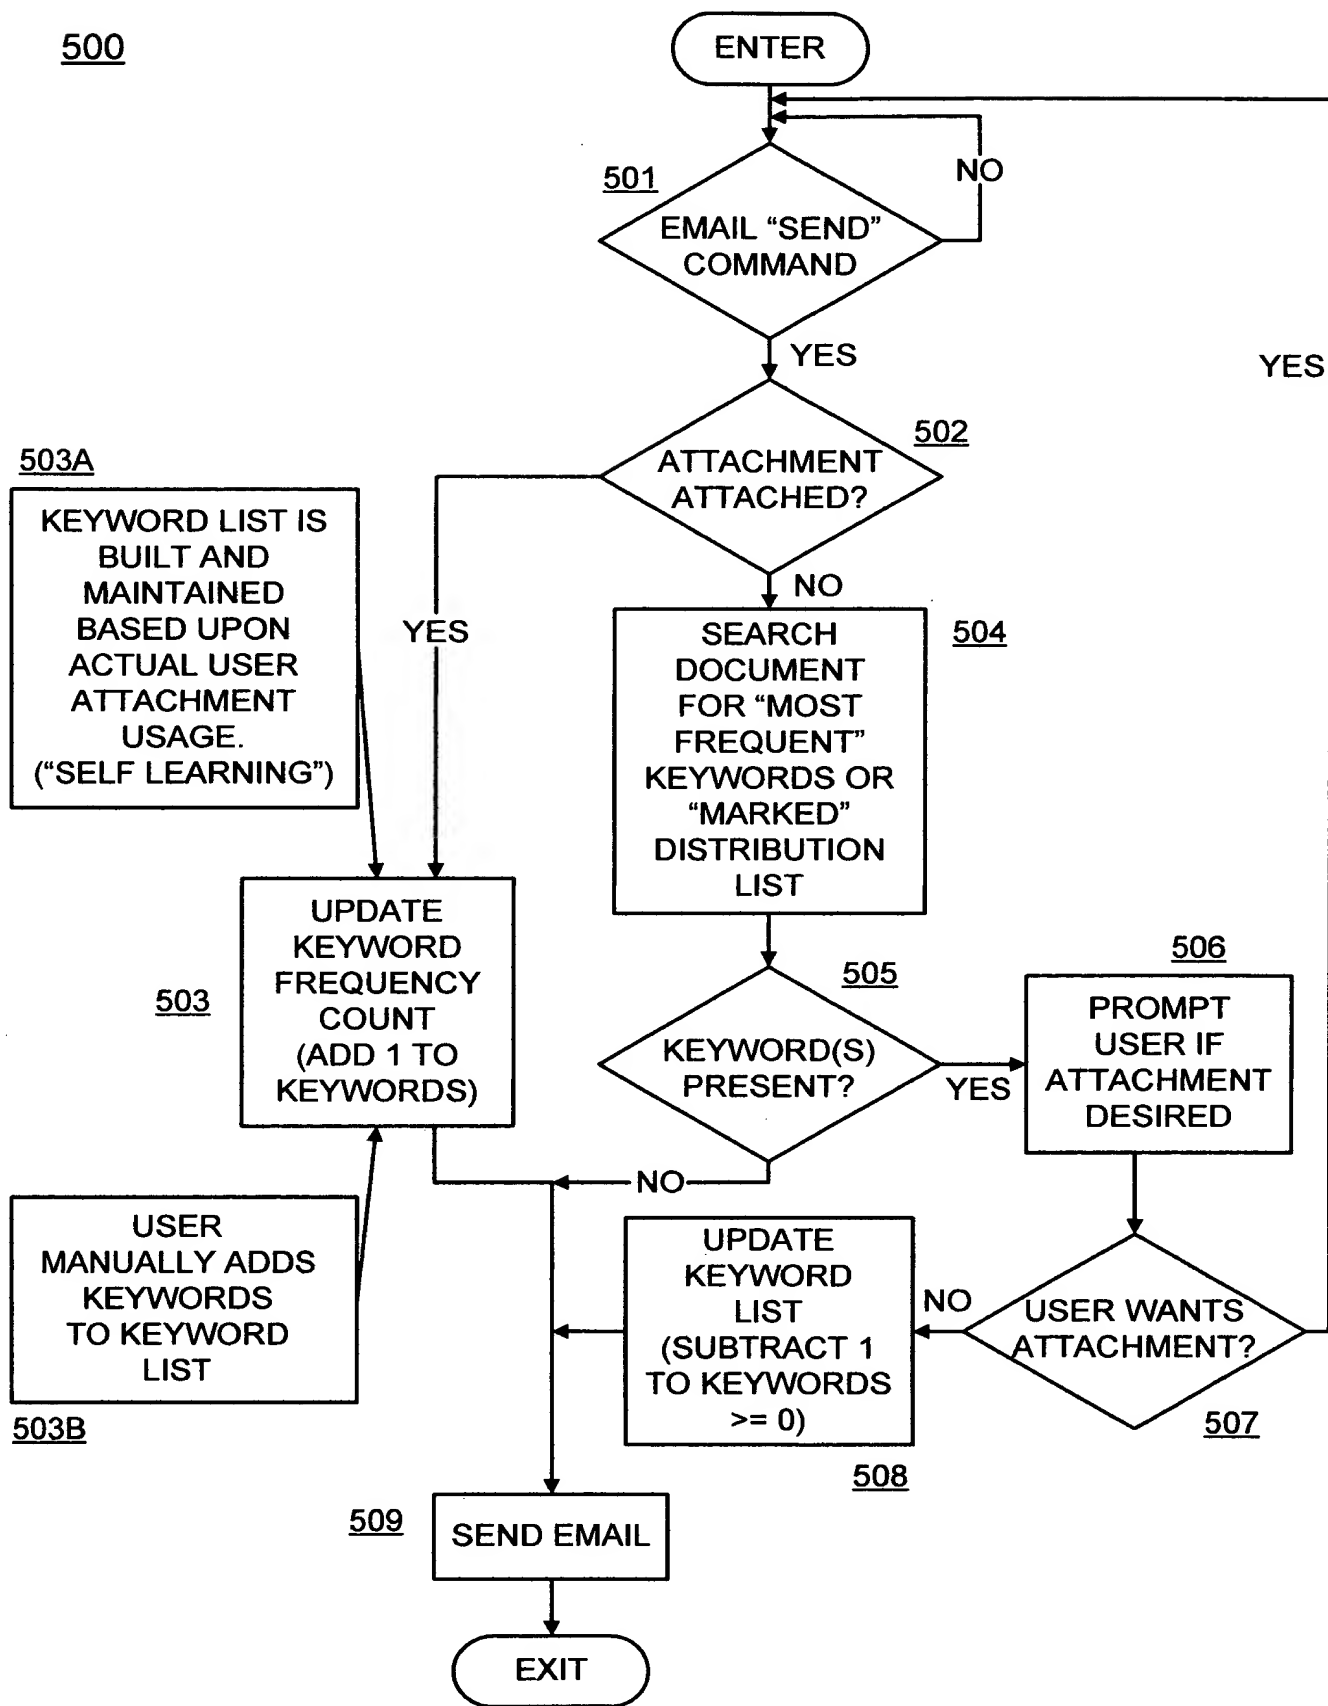 500
ENTER
NO
501
EMAIL “SEND”
COMMAND
YES
YES
502
ATTACHMENT
ATTACHED?
503A
KEYWORD LIST IS
BUILT AND
MAINTAINED
BASED UPON
ACTUAL USER
ATTACHMENT
USAGE.
(“SELF LEARNING”)
YES
NO
504
SEARCH
DOCUMENT
FOR “MOST
FREQUENT”
KEYWORDS OR
“MARKED”
DISTRIBUTION
LIST
503
UPDATE
KEYWORD
FREQUENCY
COUNT
(ADD 1 TO
KEYWORDS)
505
KEYWORD(S)
PRESENT?
YES
506
PROMPT
USER IF
ATTACHMENT
DESIRED
NO
USER
MANUALLY ADDS
KEYWORDS
TO KEYWORD
LIST
503B
UPDATE
KEYWORD
LIST
(SUBTRACT 1
TO KEYWORDS
>= 0)
508
NO
USER WANTS
ATTACHMENT?
507
509
SEND EMAIL
EXIT